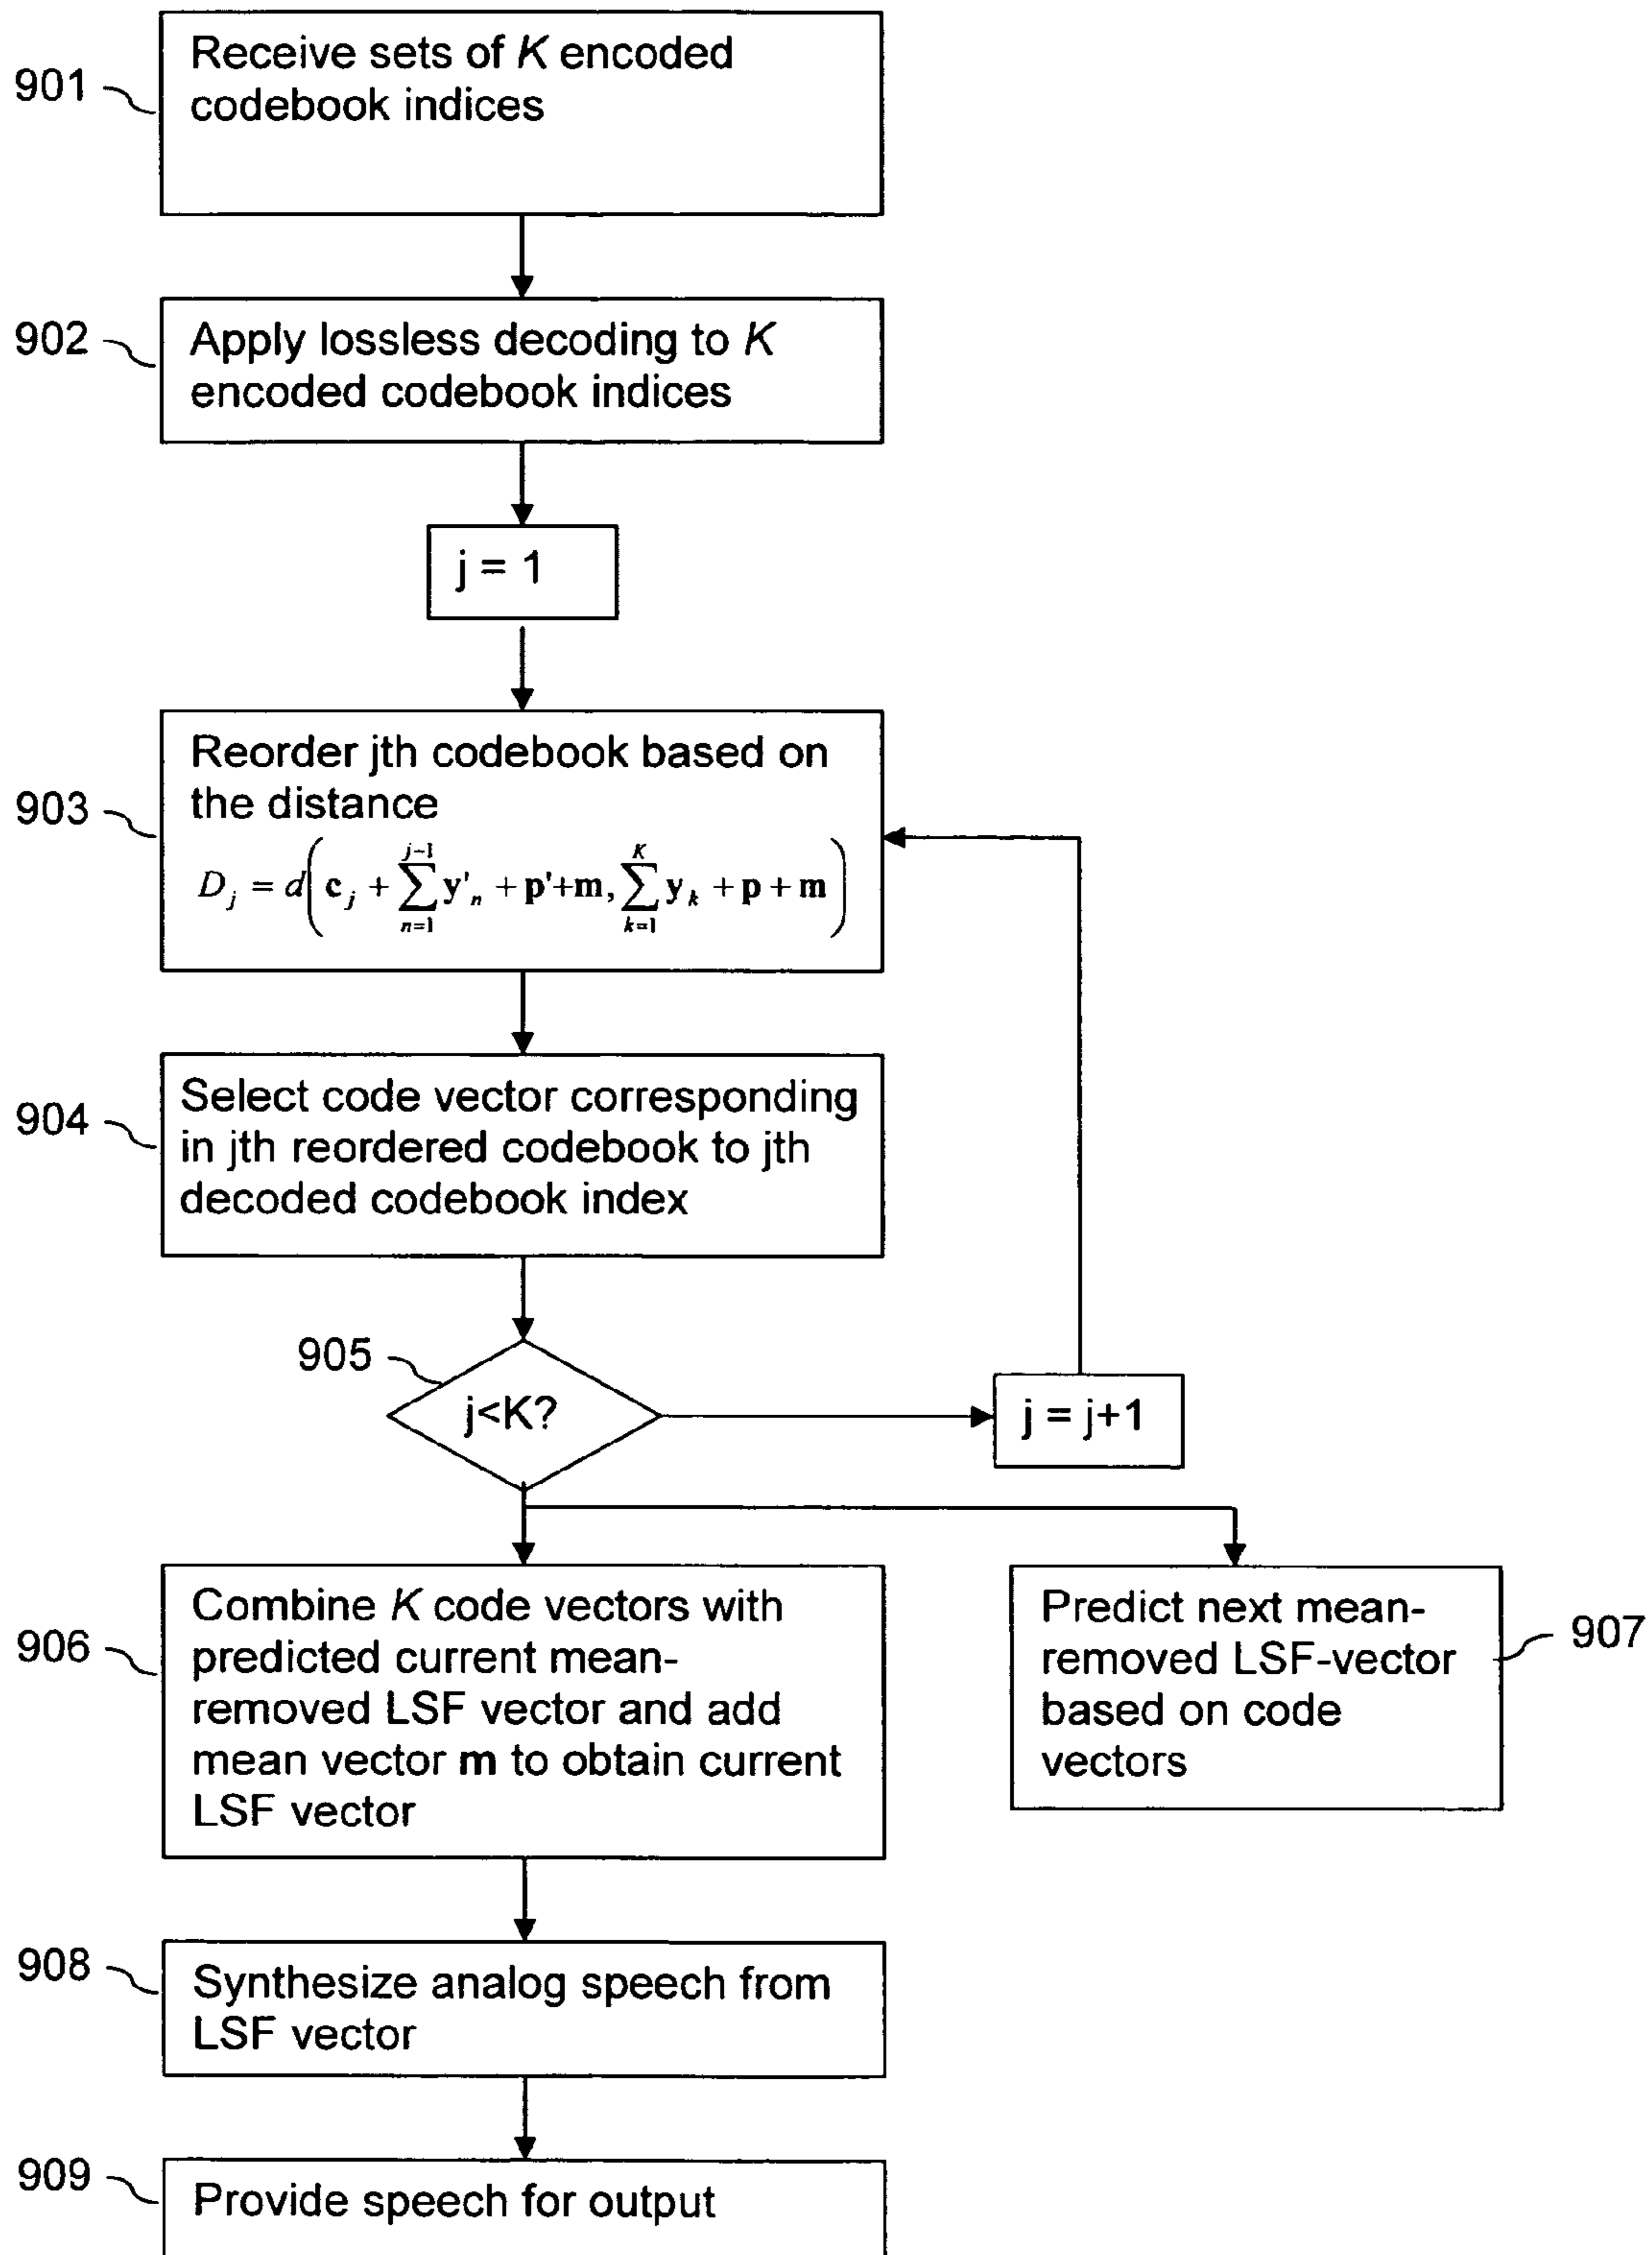 901
Receive sets of K encoded
codebook indices
902
Apply lossless decoding to K
encoded codebook indices
j = 1
903
Reorder jth codebook based on
the distance
D_j = d( c_j + ∑_{n=1}^{j-1} y'_n + p'+m, ∑_{k=1}^{K} y_k + p + m )
904
Select code vector corresponding
in jth reordered codebook to jth
decoded codebook index
905
j<K?
j = j+1
906
Combine K code vectors with
predicted current mean-
removed LSF vector and add
mean vector m to obtain current
LSF vector
Predict next mean-
removed LSF-vector
based on code
vectors
907
908
Synthesize analog speech from
LSF vector
909
Provide speech for output